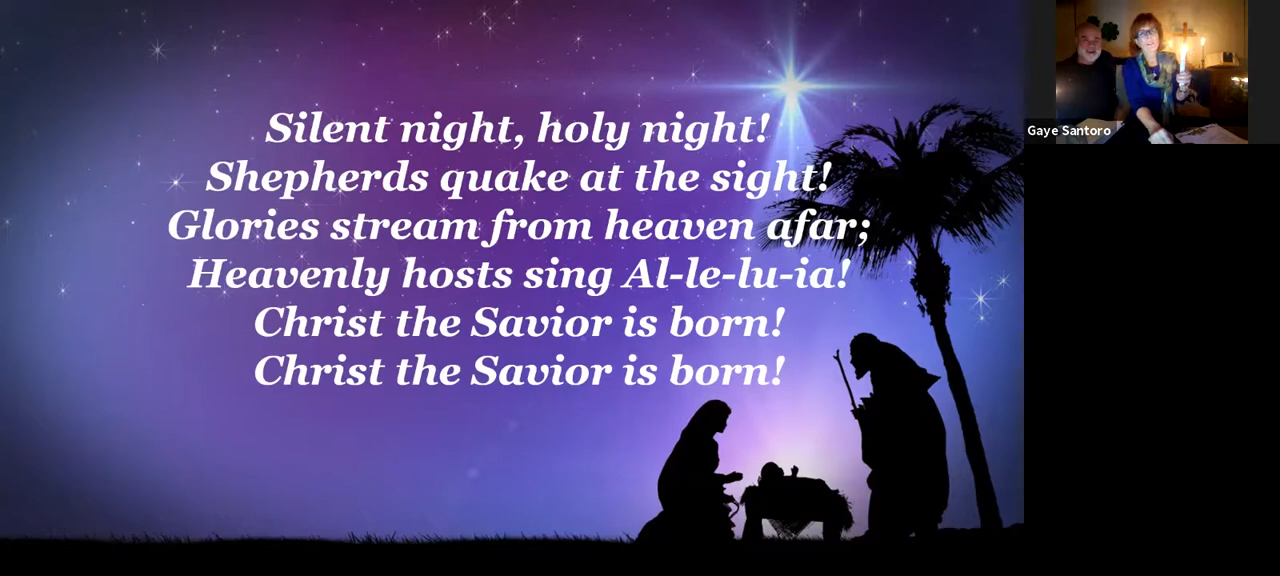 Silent night, holy night!
Shepherds quake at the sight!
Glories stream from heaven afar;
Heavenly hosts sing Al-le-lu-ia!
Christ the Savior is born!
Christ the Savior is born!
Gaye Santoro